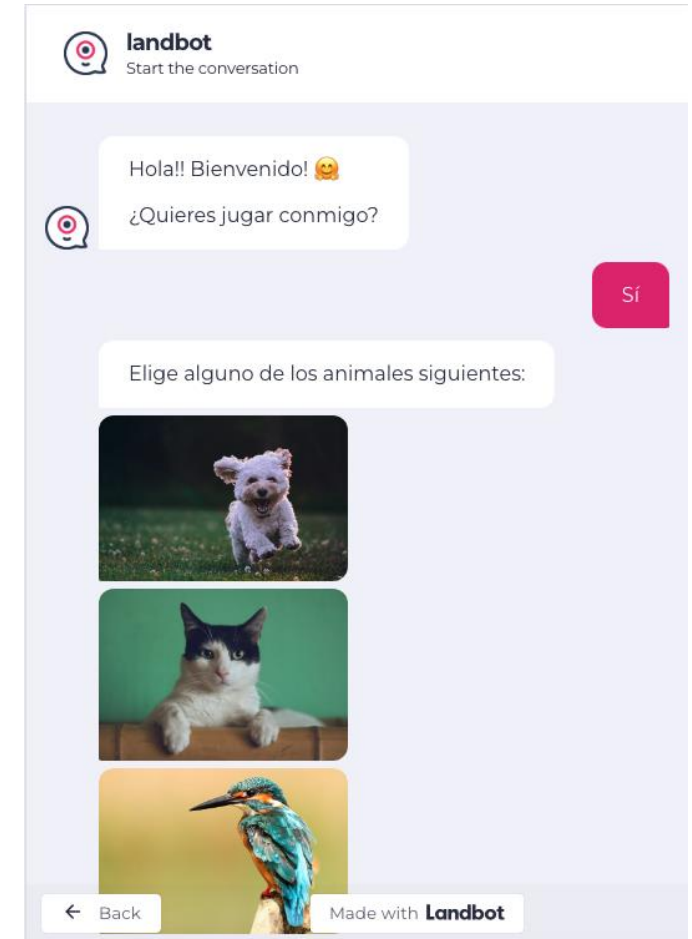 landbot
Start the conversation
Hola!! Bienvenido! 🤗
¿Quieres jugar conmigo?
Sí
Elige alguno de los animales siguientes:
← Back
Made with Landbot